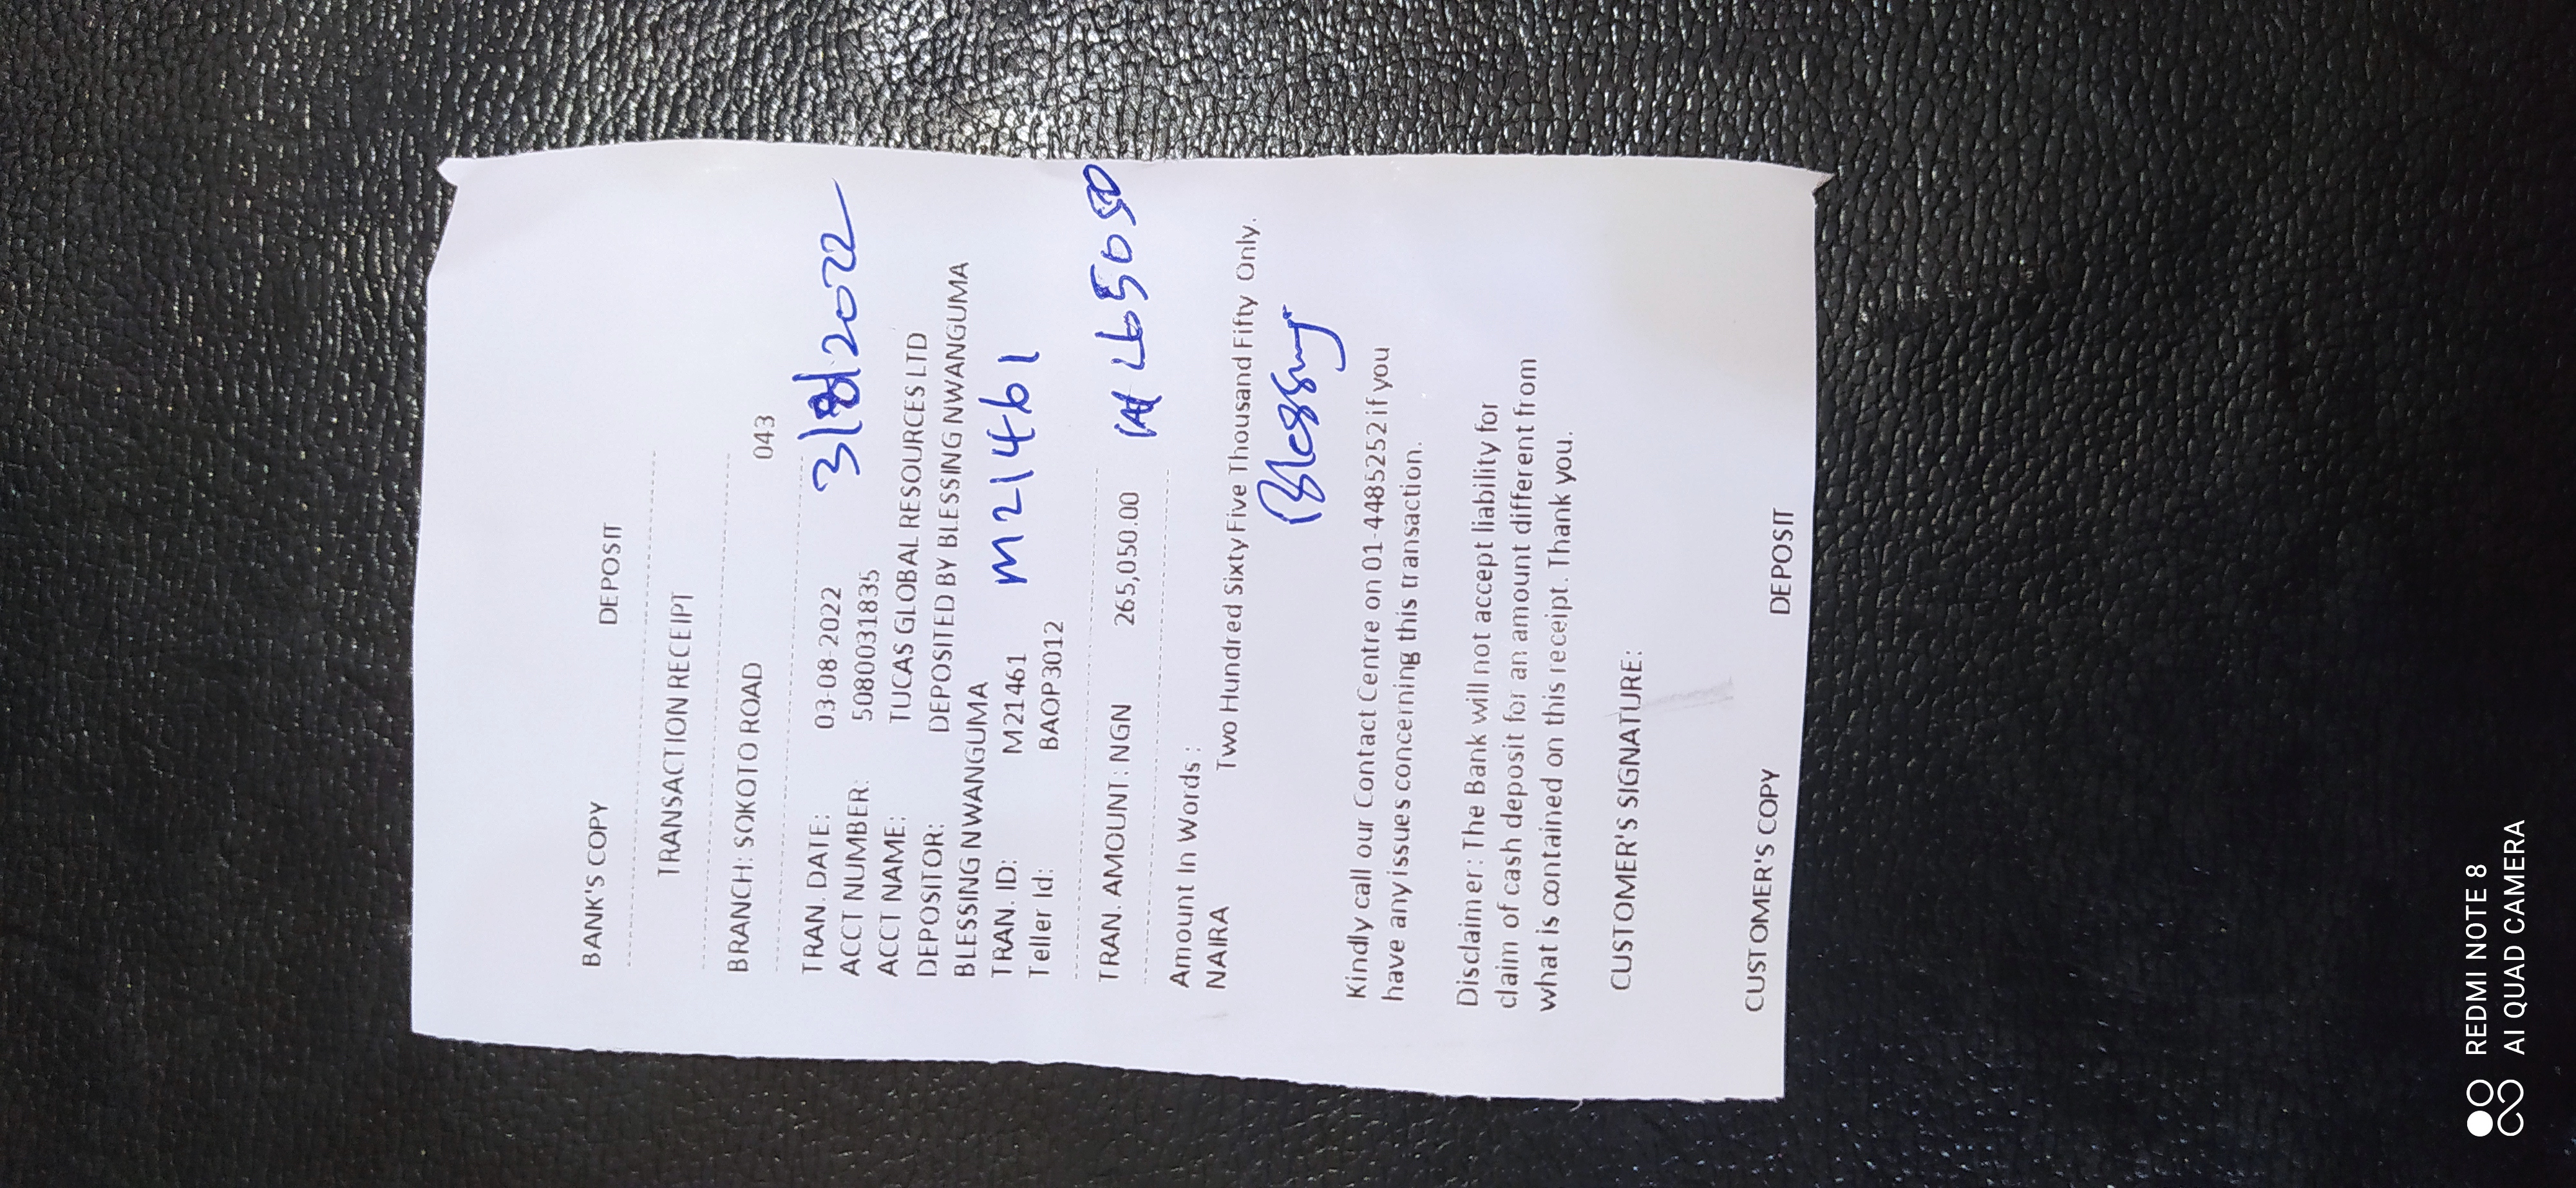 BANK'S COPY DEPOSIT
TRANSACTION RECEIPT
BRANCH: SOKOTO ROAD 043
TRAN. DATE: 03-08-2022 3/8/2022
ACCT NUMBER: 5080031835
ACCT NAME: TUCAS GLOBAL RESOURCES LTD
DEPOSITOR: DEPOSITED BY BLESSING NWANGUMA
BLESSING NWANGUMA
TRAN. ID: M21461 M21461
Teller Id: BAOP3012
TRAN. AMOUNT: NGN 265,050.00 265050
Amount In Words :
NAIRA Two Hundred Sixty Five Thousand Fifty Only.
Blessing
Kindly call our Contact Centre on 01-4485252 if you
have any issues concerning this transaction.
Disclaimer : The Bank will not accept liability for
claim of cash deposit for an amount different from
what is contained on this receipt. Thank you.
CUSTOMER'S SIGNATURE:
CUSTOMER'S COPY DEPOSIT
REDMI NOTE 8
AI QUAD CAMERA